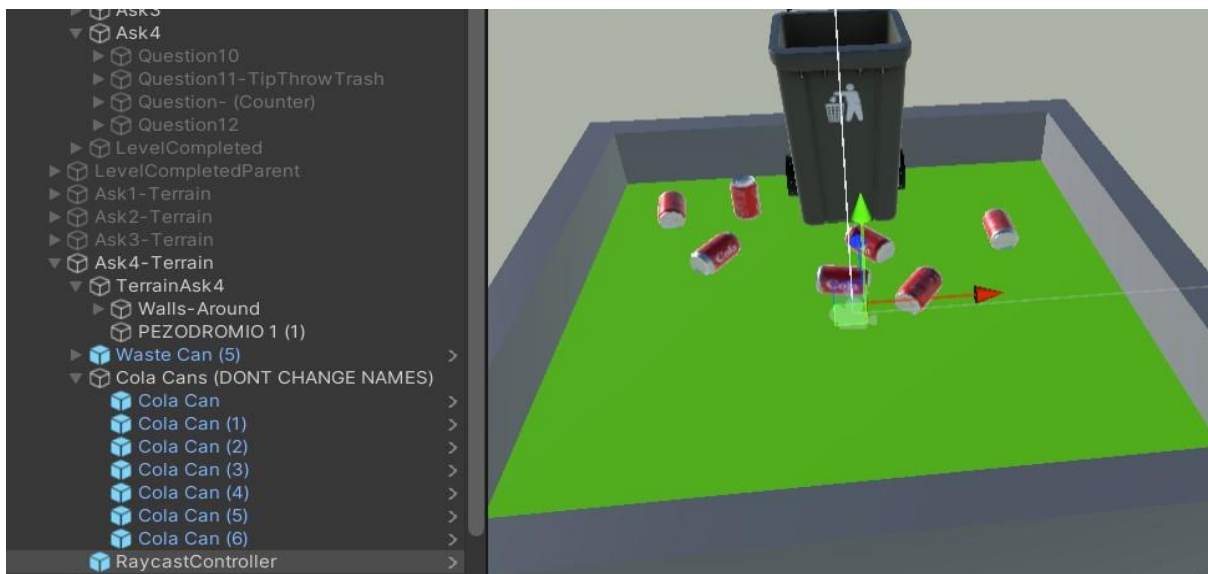 Ask3
Ask4
Question10
Question11-TipThrowTrash
Question- (Counter)
Question12
LevelCompleted
LevelCompletedParent
Ask1-Terrain
Ask2-Terrain
Ask3-Terrain
Ask4-Terrain
TerrainAsk4
Walls-Around
PEZODROMIO 1 (1)
Waste Can (5)
Cola Cans (DONT CHANGE NAMES)
Cola Can
Cola Can (1)
Cola Can (2)
Cola Can (3)
Cola Can (4)
Cola Can (5)
Cola Can (6)
RaycastController
Cola
Cola